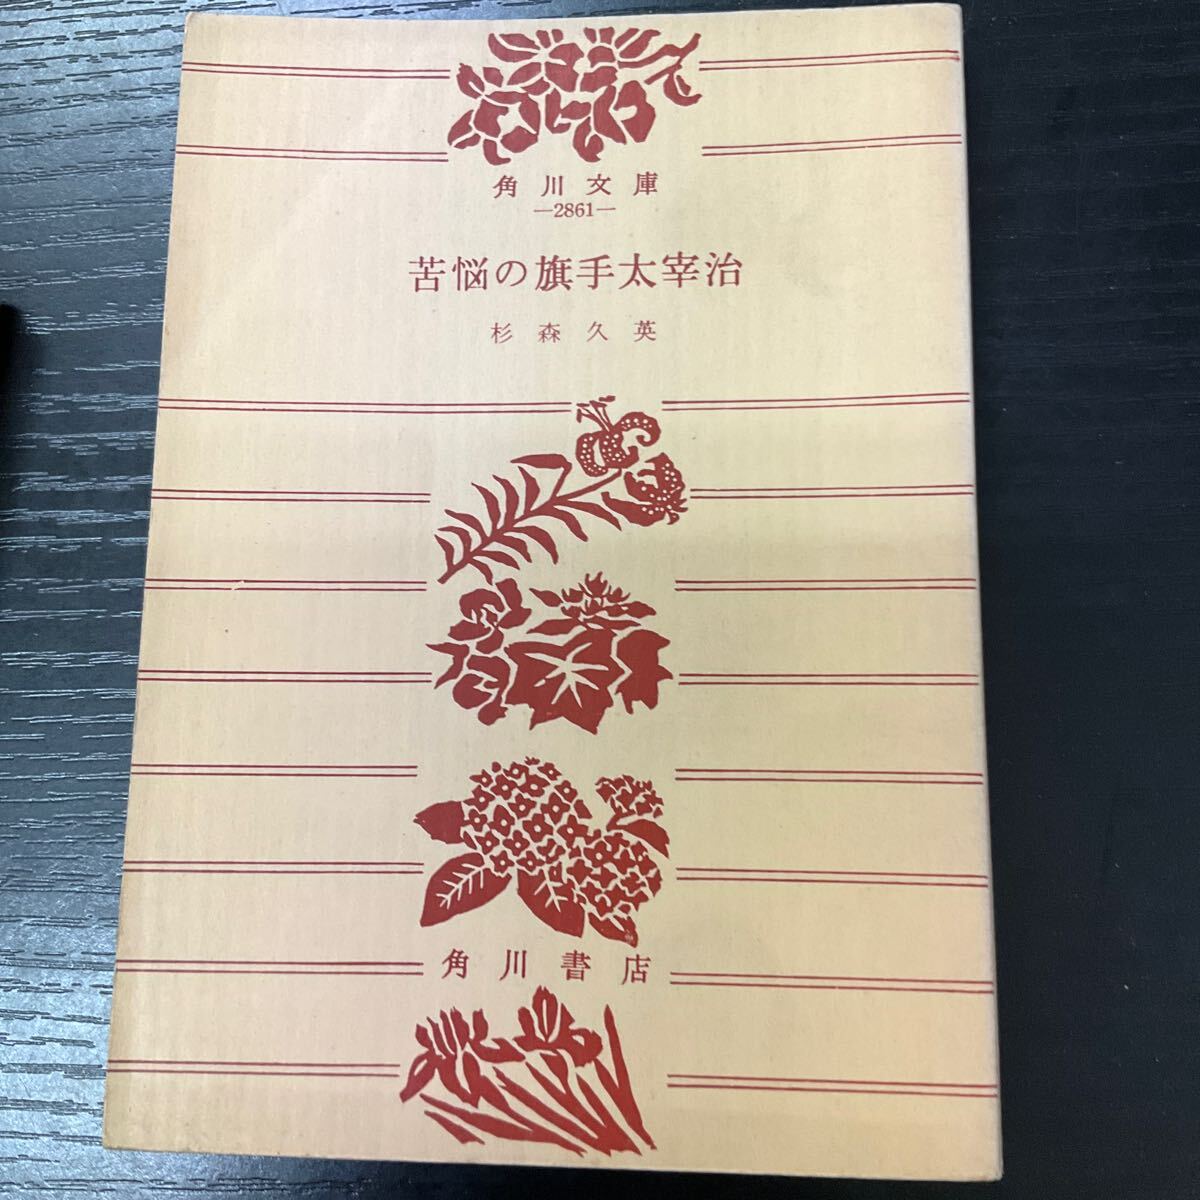 角川文庫
—2861—
苦悩の旗手太宰治
杉森久英
角川書店